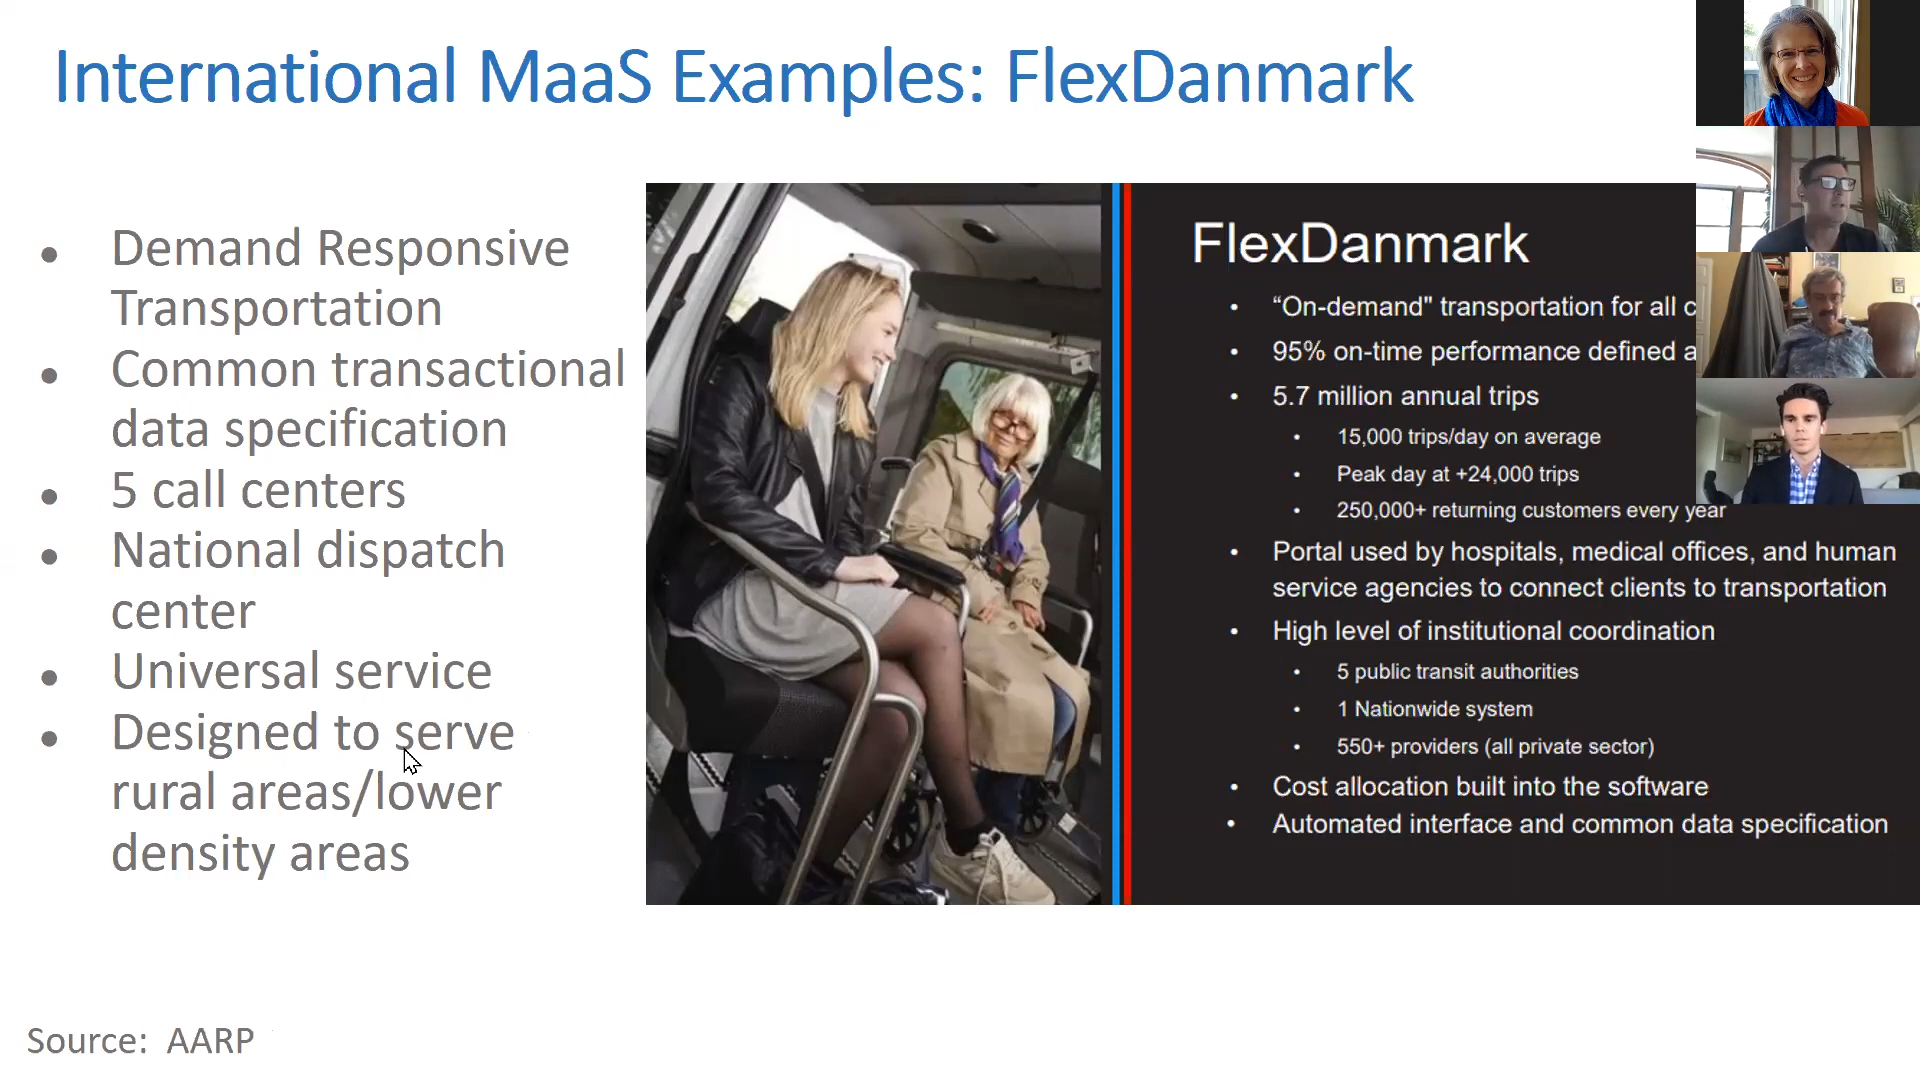 International MaaS Examples: FlexDanmark
• Demand Responsive
Transportation
• Common transactional
data specification
• 5 call centers
• National dispatch
center
• Universal service
• Designed to serve
rural areas/lower
density areas
Source: AARP
FlexDanmark
• “On-demand" transportation for all
• 95% on-time performance defined
• 5.7 million annual trips
• 15,000 trips/day on average
• Peak day at +24,000 trips
• 250,000+ returning customers every year
• Portal used by hospitals, medical offices, and human
service agencies to connect clients to transportation
• High level of institutional coordination
• 5 public transit authorities
• 1 Nationwide system
• 550+ providers (all private sector)
• Cost allocation built into the software
• Automated interface and common data specification